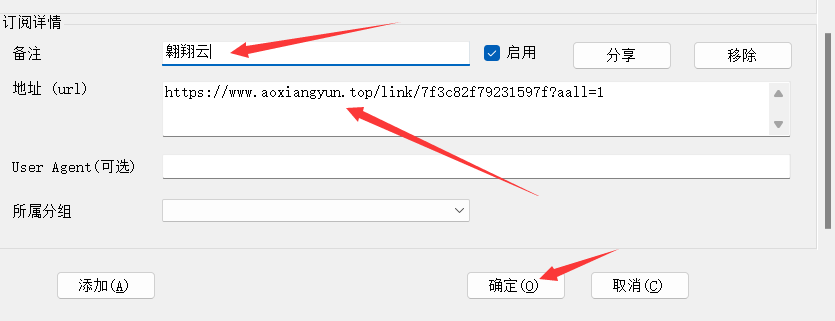 订阅详情
备注 翱翔云 启用 分享 移除
地址 (url) https://www.aoxiangyun.top/link/7f3c82f79231597f?aall=1
User Agent(可选)
所属分组
添加(A) 确定(O) 取消(C)